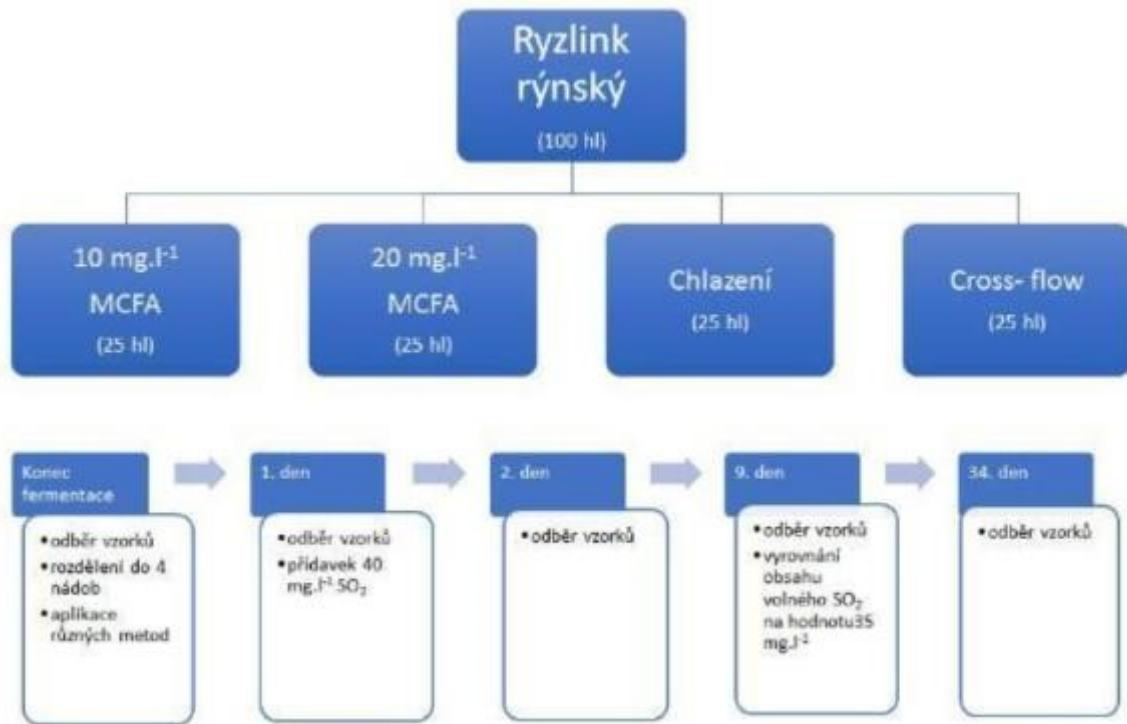 Ryzlink
rýnský
(100 hl)
10 mg.l⁻¹
MCFA
(25 hl)
20 mg.l⁻¹
MCFA
(25 hl)
Chlazení
(25 hl)
Cross- flow
(25 hl)
Konec
fermentace
•odběr vzorků
•rozdělení do 4
nádob
•aplikace
různých metod
1. den
•odběr vzorků
•přídavek 40
mg.l⁻¹ SO₂
2. den
•odběr vzorků
9. den
•odběr vzorků
•vyrovnání
obsahu
volného SO₂
na hodnotu35
mg.l⁻¹
34. den
•odběr vzorků